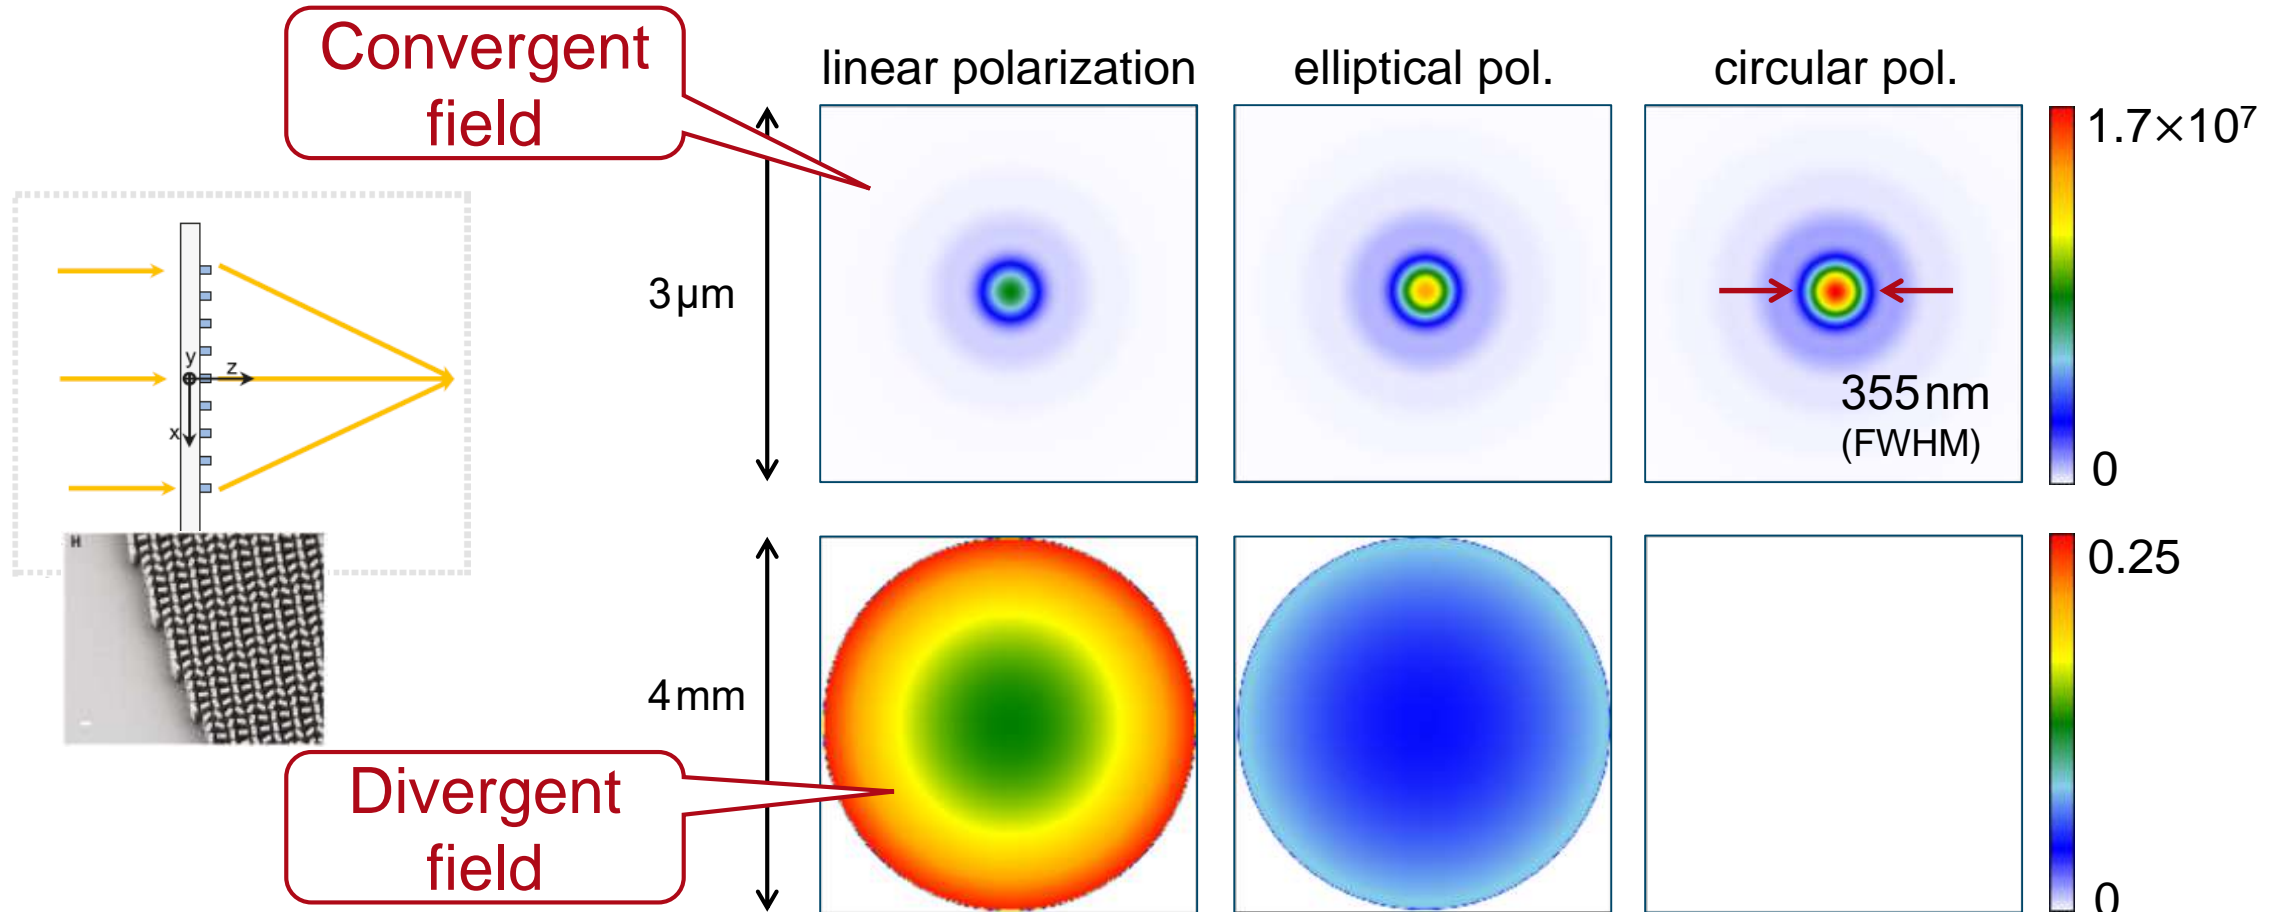 Convergent
field
linear polarization
elliptical pol.
circular pol.
1.7×10⁷
3 µm
y
z
x
355 nm
(FWHM)
0
H
0.25
4 mm
Divergent
field
0